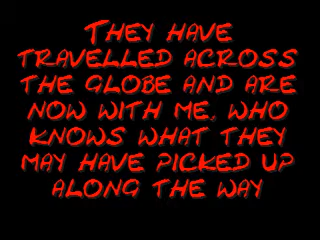 They have
travelled across
the globe and are
now with me, who
knows what they
may have picked up
along the way